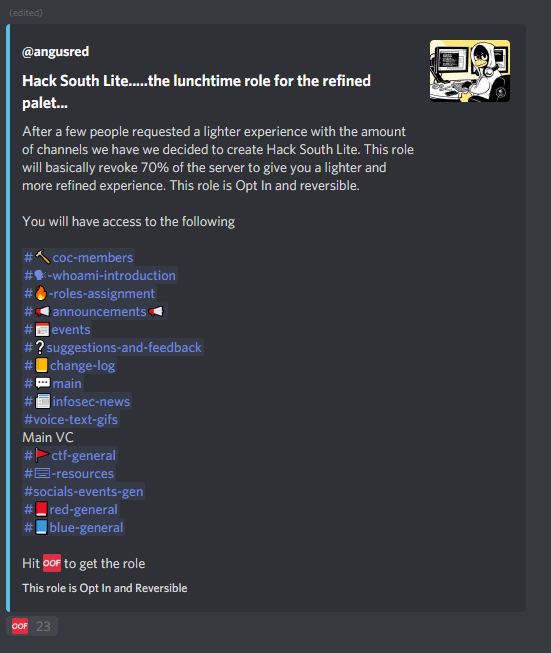 (edited)
@angusred
Hack South Lite.....the lunchtime role for the refined
palet...
After a few people requested a lighter experience with the amount
of channels we have we decided to create Hack South Lite. This role
will basically revoke 70% of the server to give you a lighter and
more refined experience. This role is Opt In and reversible.
You will have access to the following
#🔨coc-members
#🗣-whoami-introduction
#🔥-roles-assignment
#📢announcements📢
#📅events
#❓suggestions-and-feedback
#📒change-log
#💬main
#📰infosec-news
#voice-text-gifs
Main VC
#🚩ctf-general
#⌨-resources
#socials-events-gen
#📕red-general
#📘blue-general
Hit OOF to get the role
This role is Opt In and Reversible
OOF 23